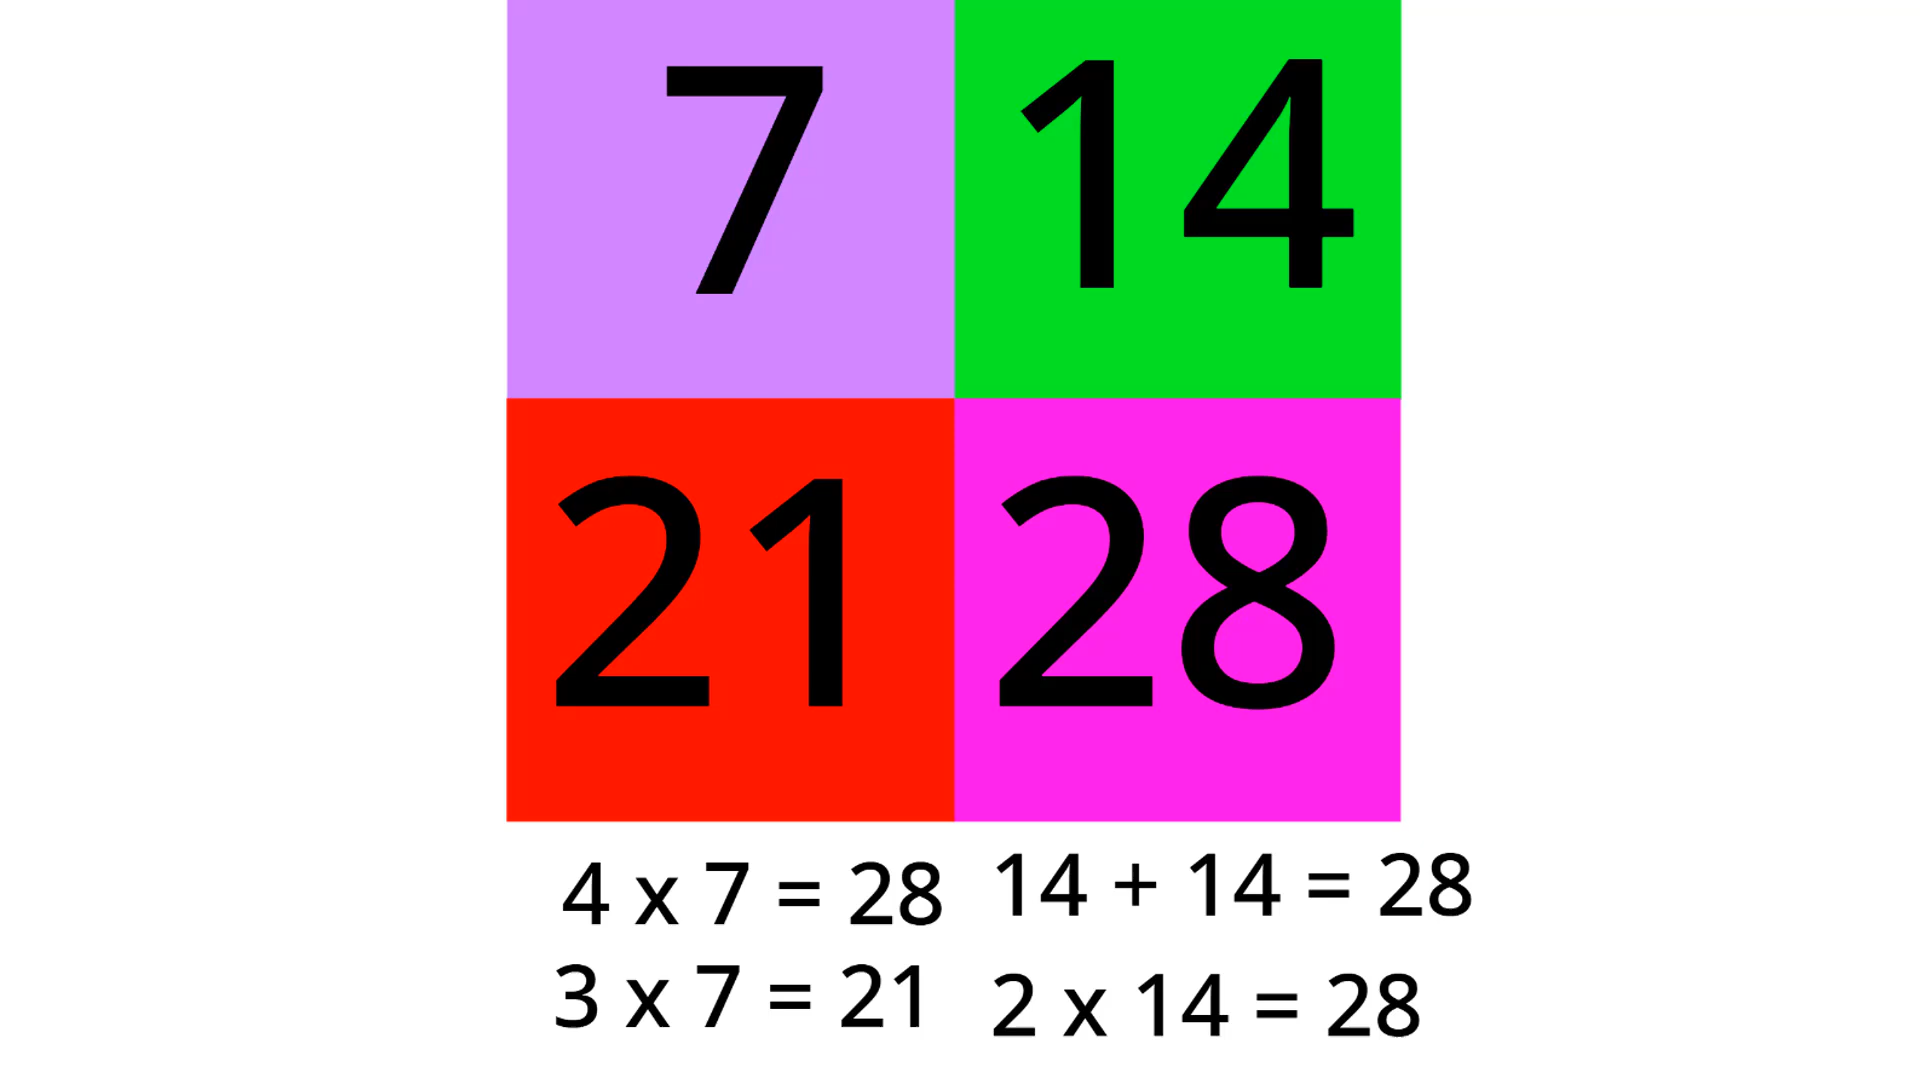 7 14
21 28
4 x 7 = 28 14 + 14 = 28
3 x 7 = 21 2 x 14 = 28